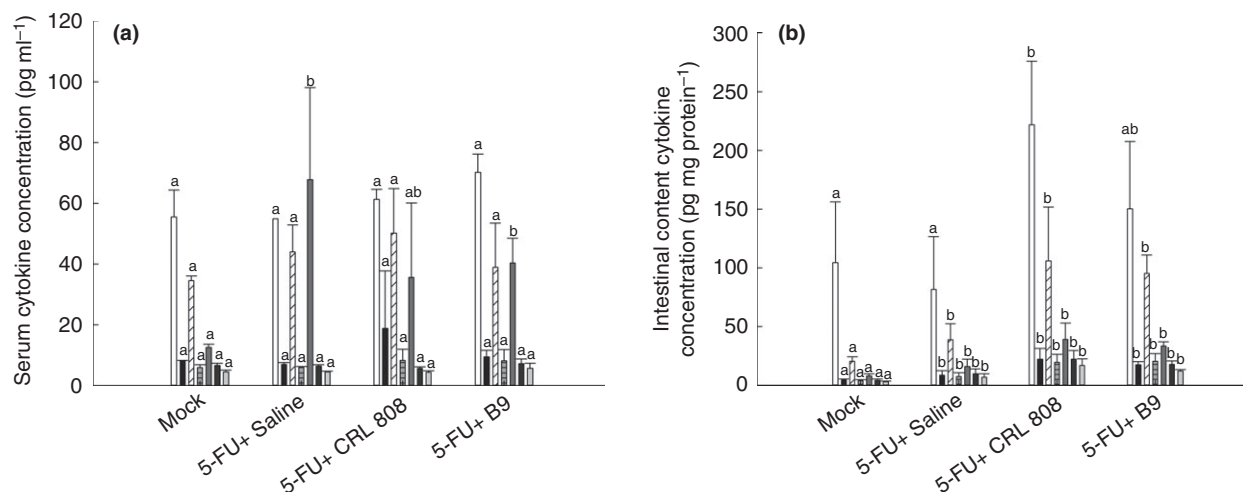 (a)
Serum cytokine concentration (pg ml⁻¹)
120
100
80
60
40
20
0
a
a
a
a
a
a
a
a
a
a
a
b
a
a
a
a
a
a
ab
a
a
a
a
a
a
b
a
a
Mock
5-FU+ Saline
5-FU+ CRL 808
5-FU+ B9
(b)
Intestinal content cytokine
concentration (pg mg protein⁻¹)
300
250
200
150
100
50
0
a
a
a
a
a
a
a
a
b
b
b
b
b
b
b
b
b
b
b
b
b
ab
b
b
b
b
b
b
Mock
5-FU+ Saline
5-FU+ CRL 808
5-FU+ B9